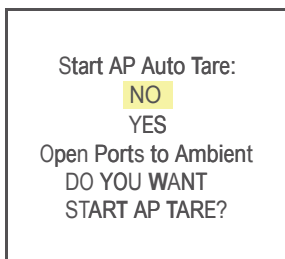 Start AP Auto Tare:
NO
YES
Open Ports to Ambient
DO YOU WANT
START AP TARE?